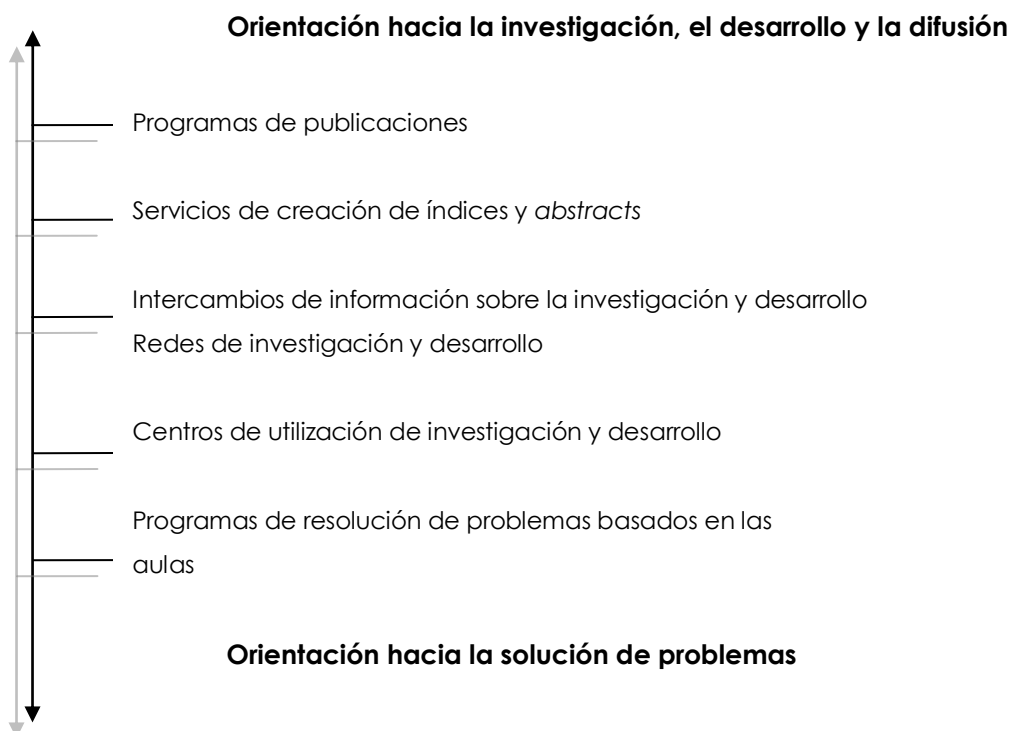 Orientación hacia la investigación, el desarrollo y la difusión
Programas de publicaciones
Servicios de creación de índices y abstracts
Intercambios de información sobre la investigación y desarrollo
Redes de investigación y desarrollo
Centros de utilización de investigación y desarrollo
Programas de resolución de problemas basados en las
aulas
Orientación hacia la solución de problemas